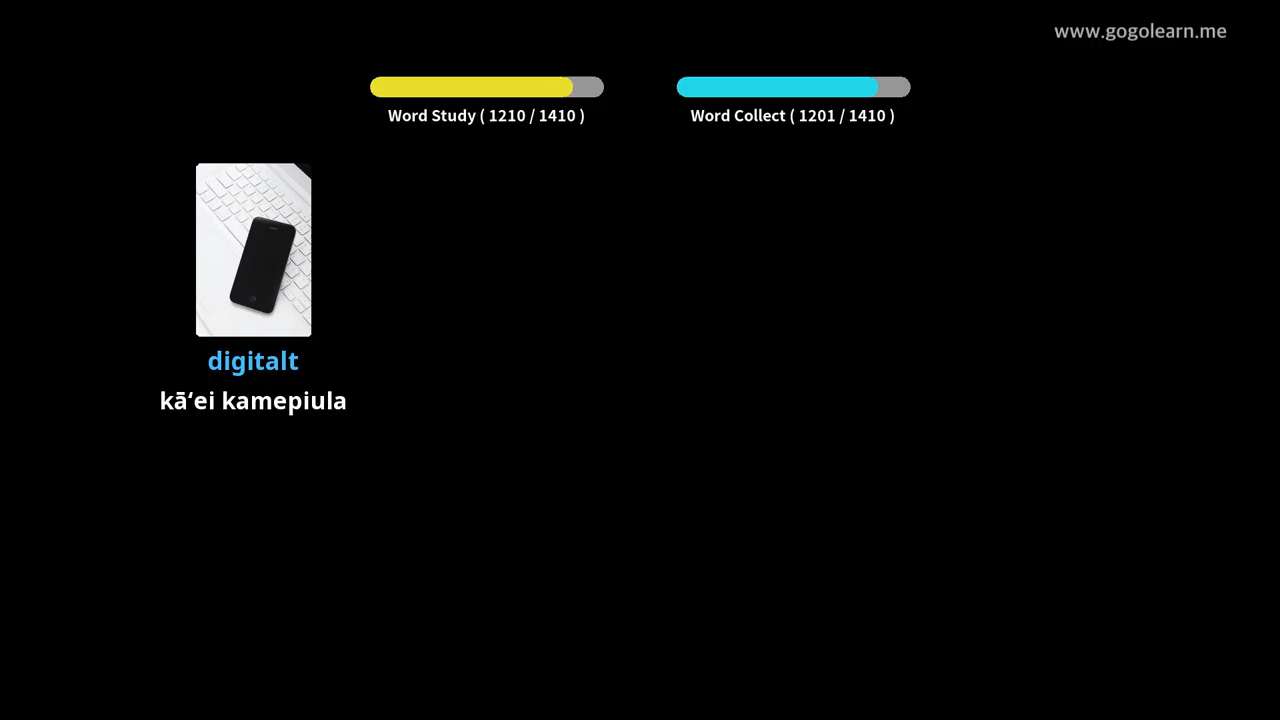 www.gogolearn.me
Word Study ( 1210 / 1410 )
Word Collect ( 1201 / 1410 )
digitalt
kāʻei kamepiula